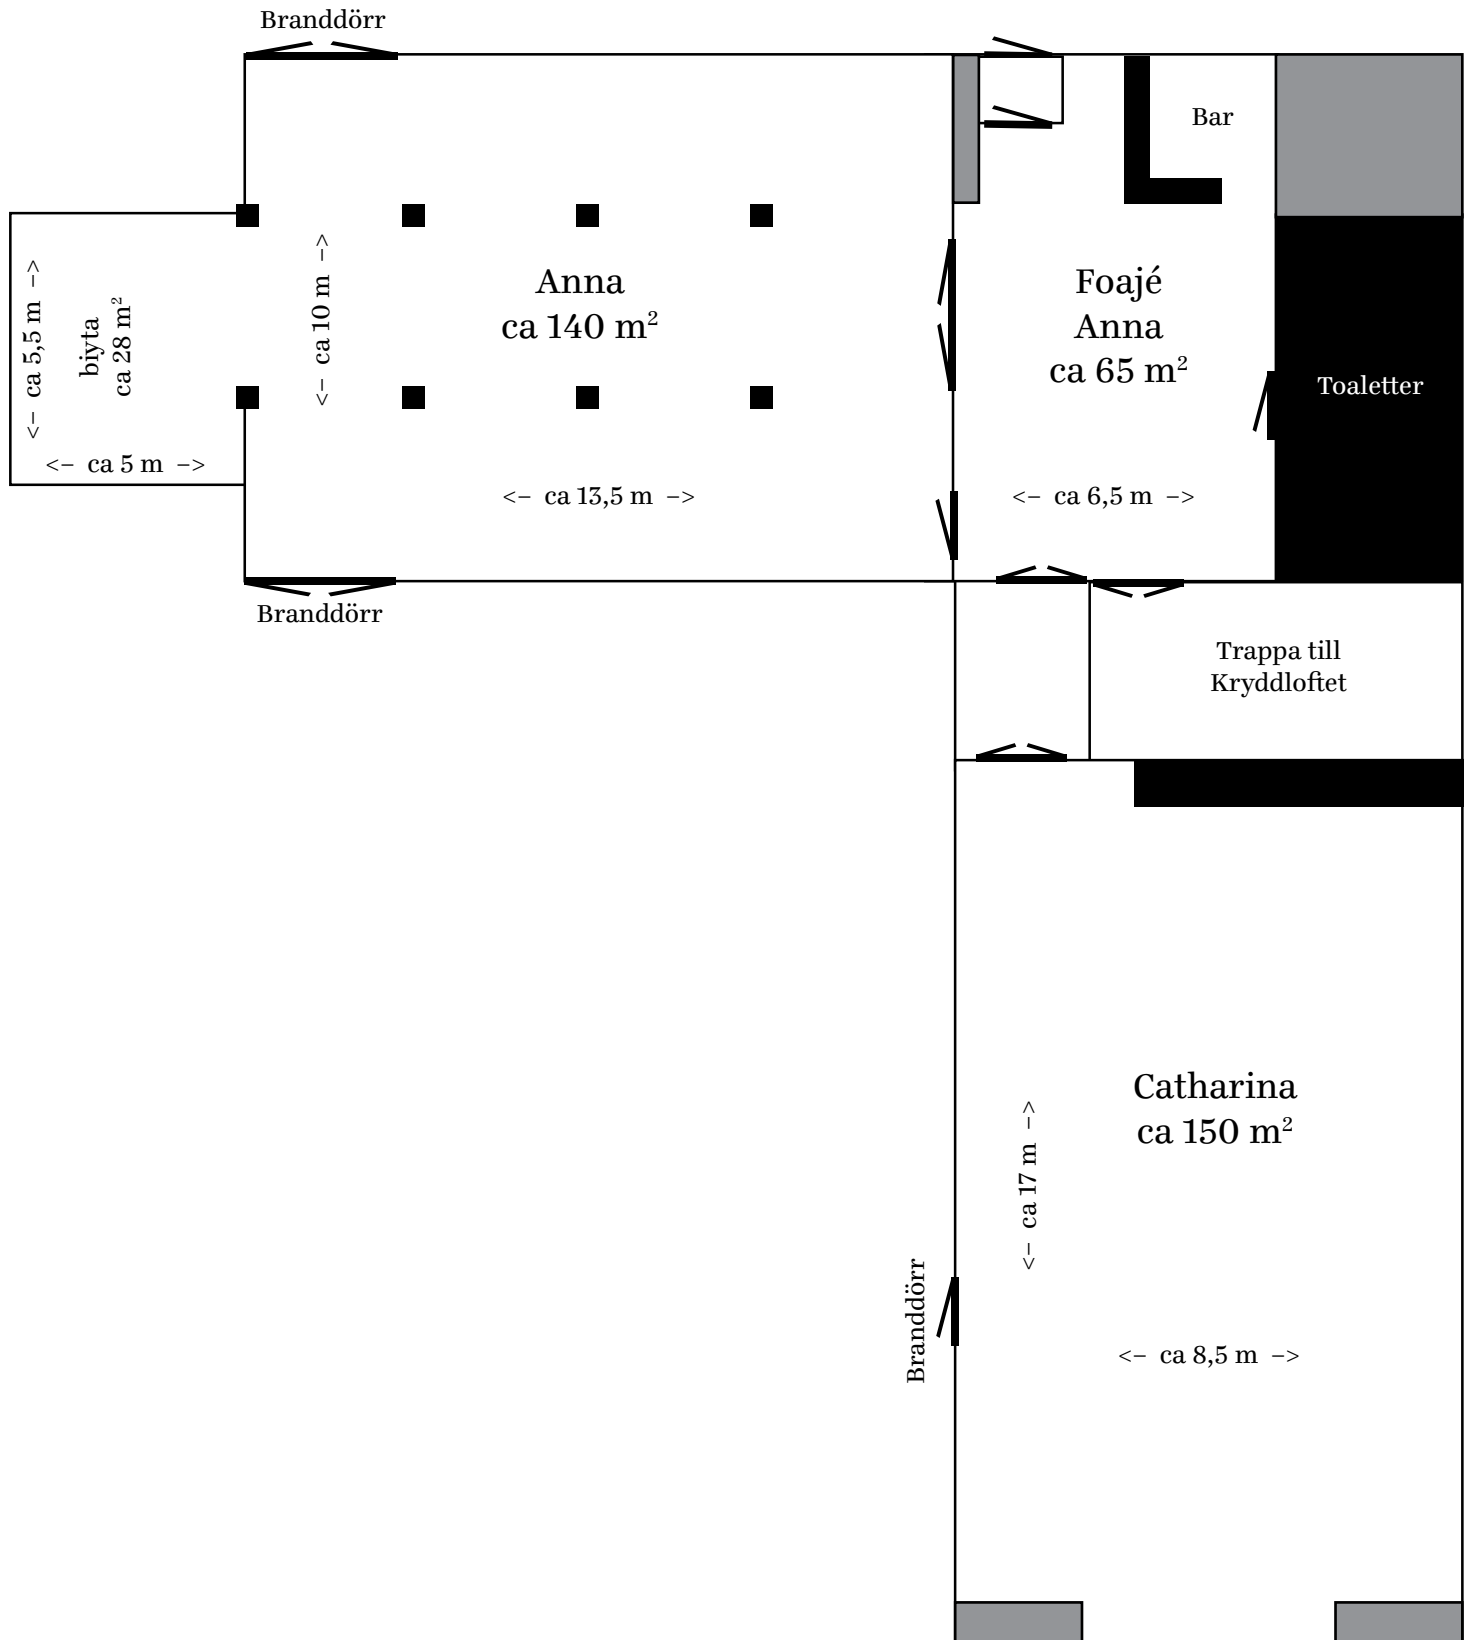 Branddörr
Bar
Anna
ca 140 m²
Foajé
Anna
ca 65 m²
<– ca 5,5 m –>
biyta
ca 28 m²
<– ca 10 m –>
Toaletter
<– ca 5 m –>
<– ca 13,5 m –>
<– ca 6,5 m –>
Branddörr
Trappa till
Kryddloftet
Catharina
ca 150 m²
<– ca 17 m –>
Branddörr
<– ca 8,5 m –>